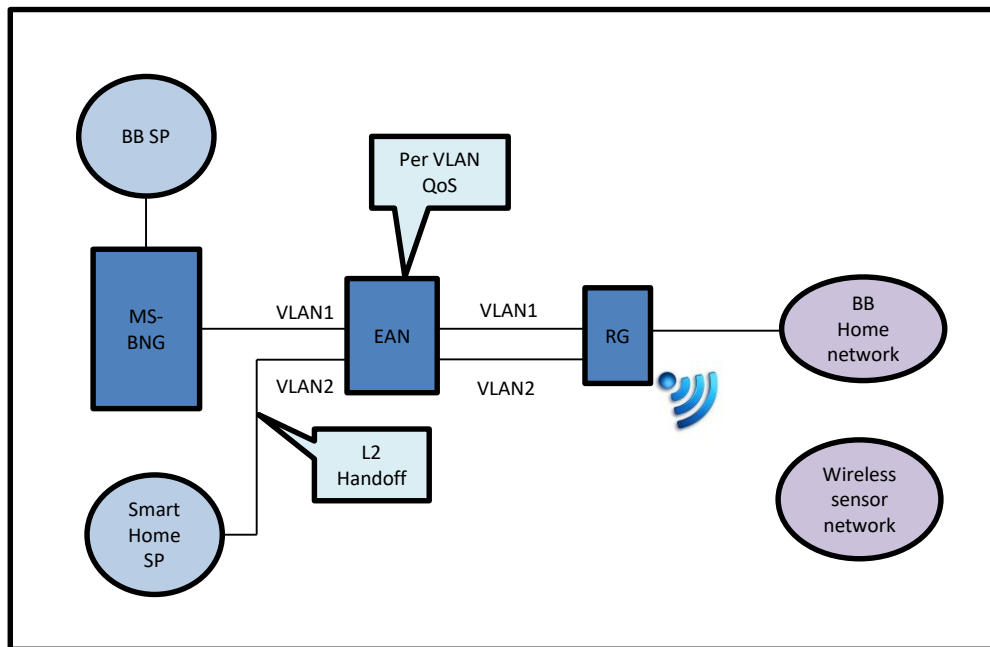 BB SP
Per VLAN
QoS
MS-
BNG
VLAN1
EAN
VLAN1
RG
BB
Home
network
VLAN2
VLAN2
L2
Handoff
Smart
Home
SP
Wireless
sensor
network